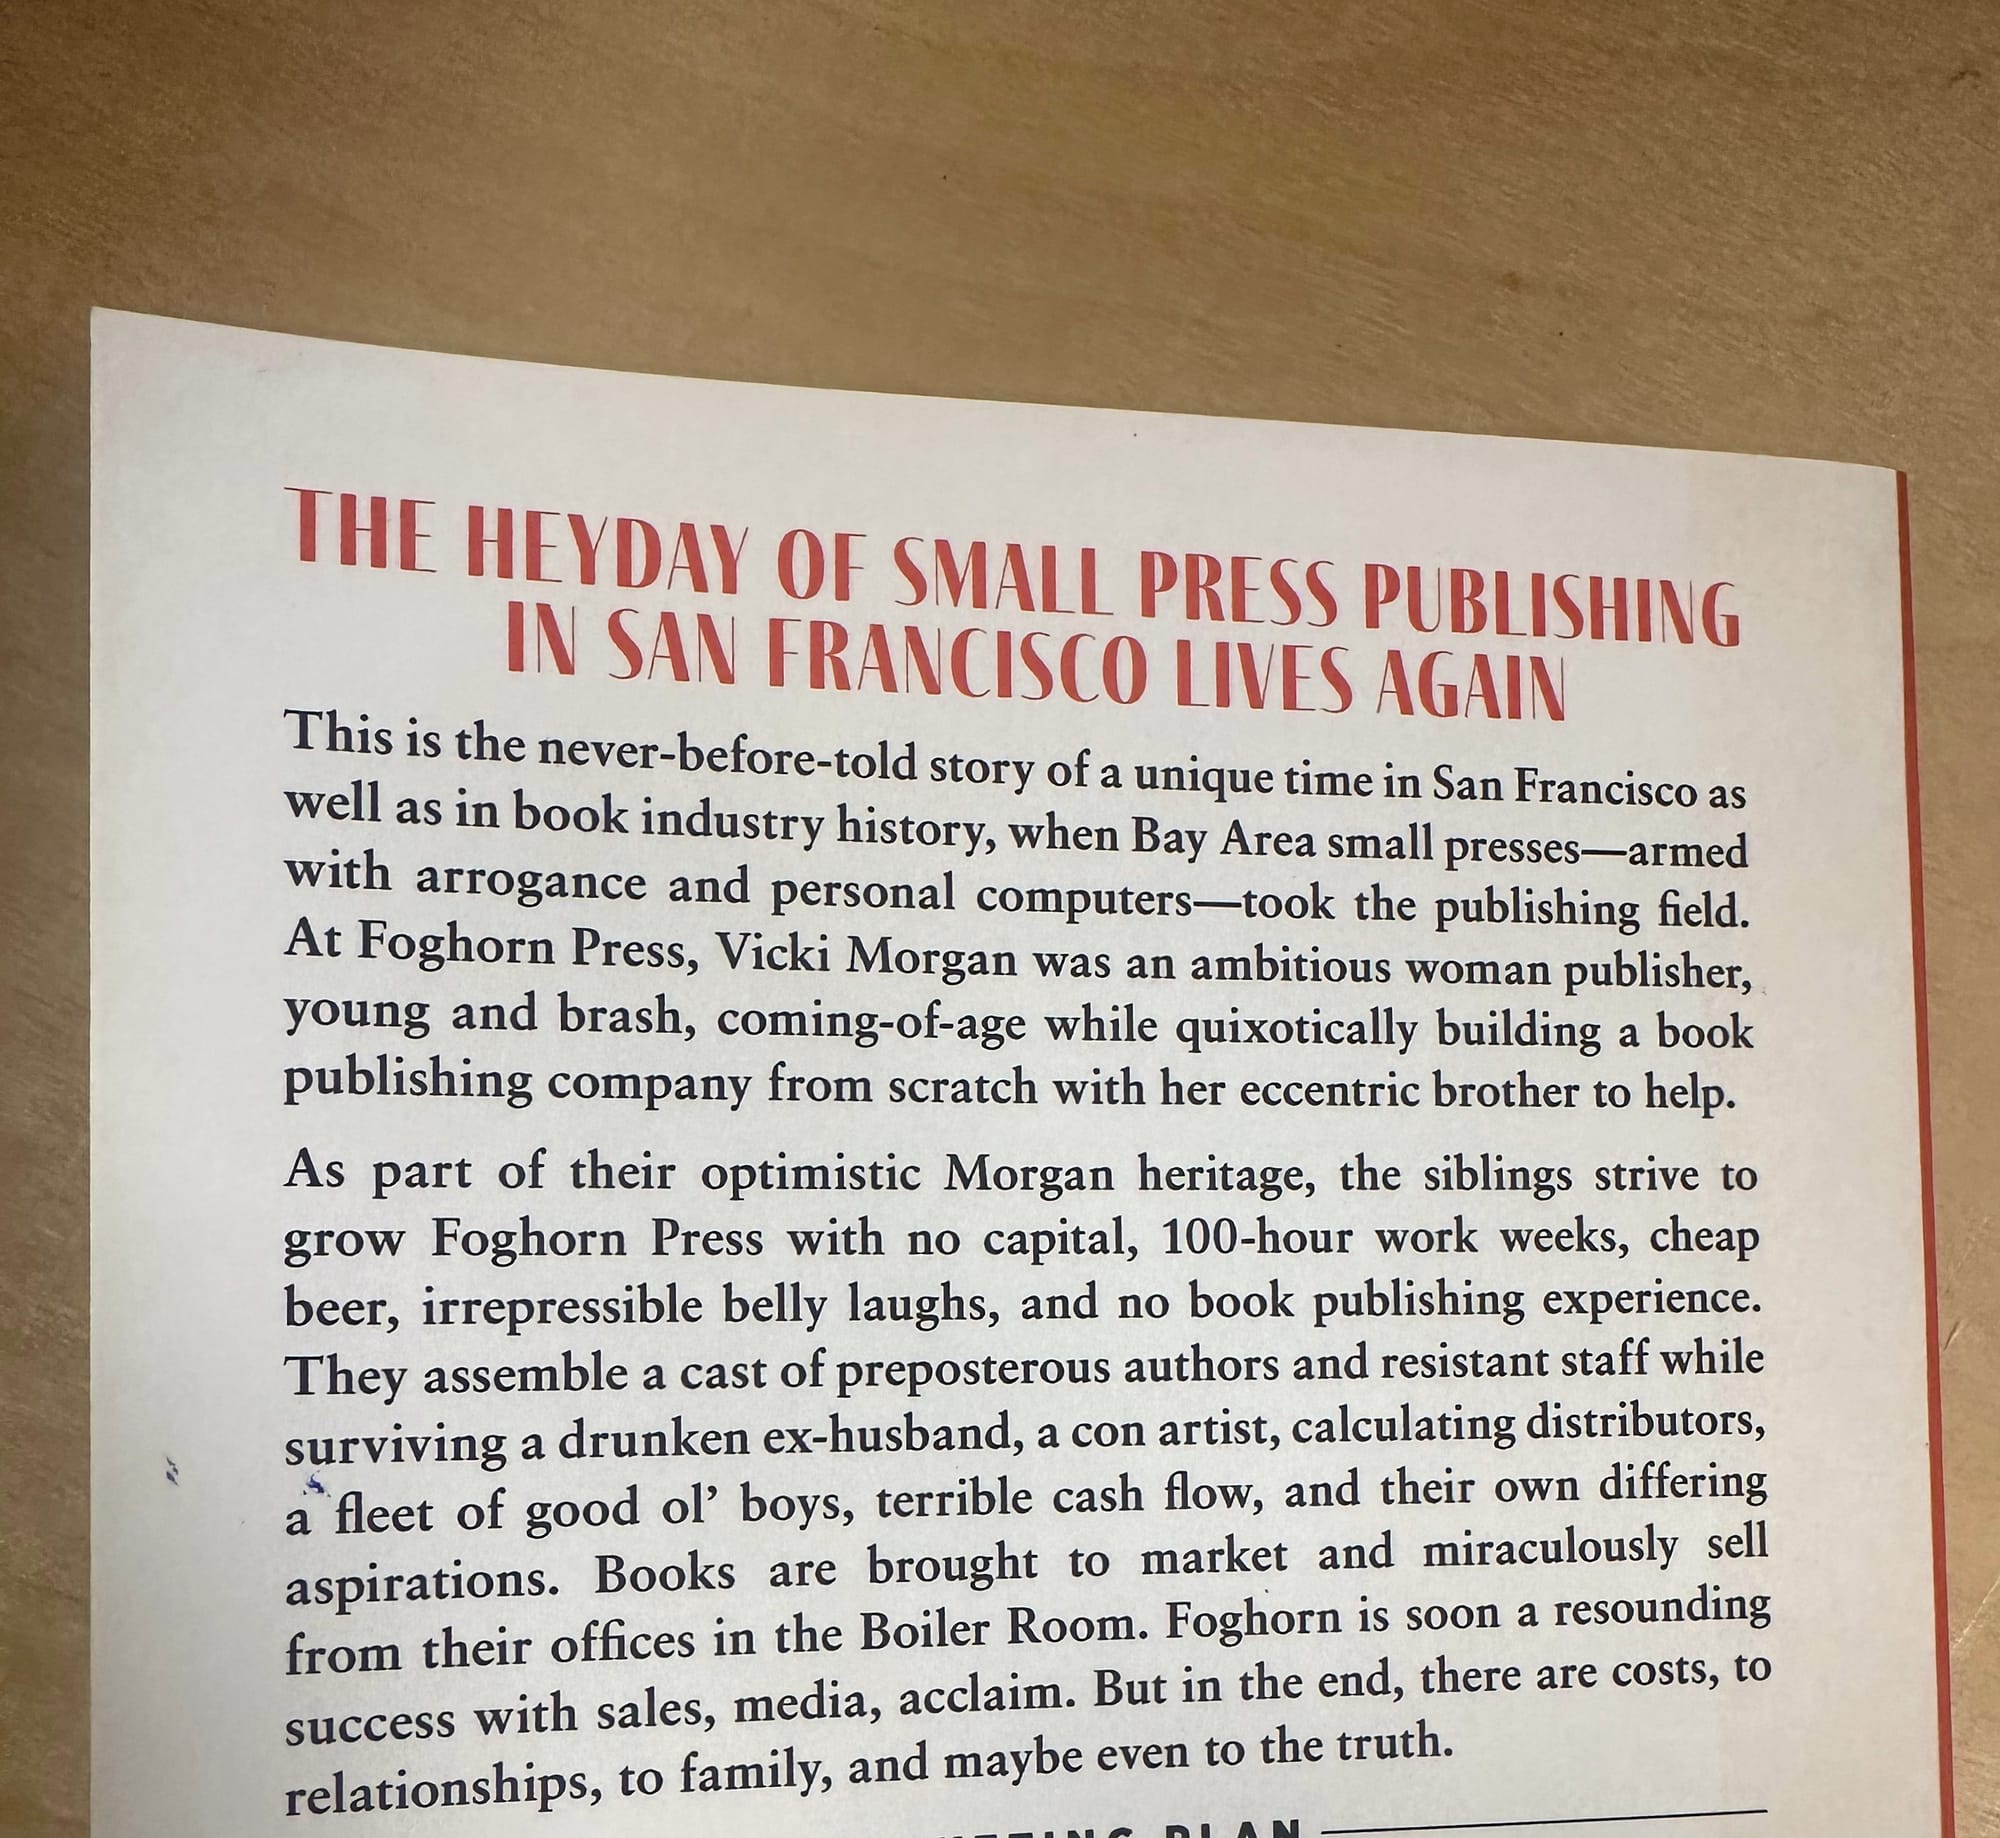 THE HEYDAY OF SMALL PRESS PUBLISHING
IN SAN FRANCISCO LIVES AGAIN
This is the never-before-told story of a unique time in San Francisco as
well as in book industry history, when Bay Area small presses—armed
with arrogance and personal computers—took the publishing field.
At Foghorn Press, Vicki Morgan was an ambitious woman publisher,
young and brash, coming-of-age while quixotically building a book
publishing company from scratch with her eccentric brother to help.
As part of their optimistic Morgan heritage, the siblings strive to
grow Foghorn Press with no capital, 100-hour work weeks, cheap
beer, irrepressible belly laughs, and no book publishing experience.
They assemble a cast of preposterous authors and resistant staff while
surviving a drunken ex-husband, a con artist, calculating distributors,
a fleet of good ol’ boys, terrible cash flow, and their own differing
aspirations. Books are brought to market and miraculously sell
from their offices in the Boiler Room. Foghorn is soon a resounding
success with sales, media, acclaim. But in the end, there are costs, to
relationships, to family, and maybe even to the truth.
PLAN